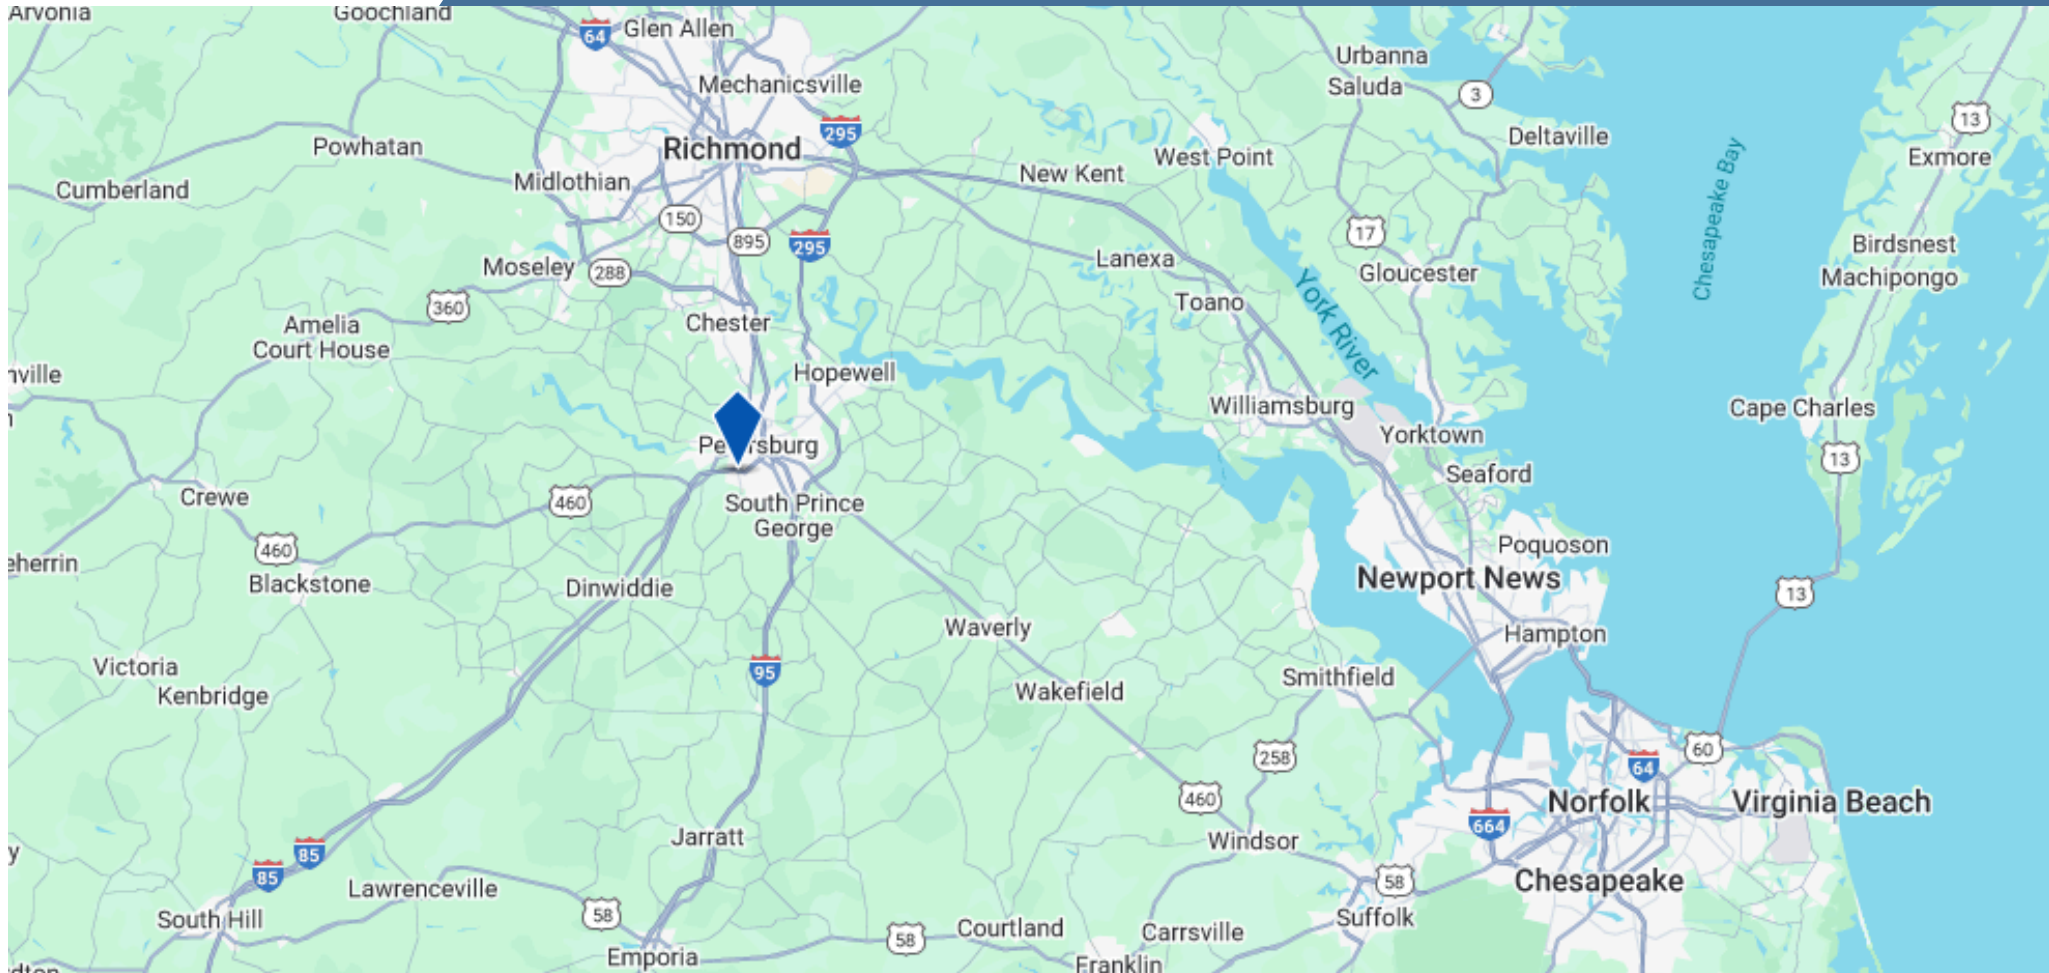 Arvonia
Goochland
64
Glen Allen
Urbanna
Mechanicsville
Saluda
3
13
295
Deltaville
Powhatan
Richmond
West Point
Exmore
New Kent
Midlothian
Cumberland
150
895
295
17
Chesapeake Bay
Birdsnest
Lanexa
Moseley
288
Gloucester
Machipongo
Toano
360
York River
Chester
Amelia
Court House
Hopewell
Williamsburg
Cape Charles
Yorktown
Petersburg
13
Seaford
Crewe
460
South Prince
George
460
Poquoson
Blackstone
Dinwiddie
Newport News
13
Waverly
Hampton
Victoria
95
Smithfield
Kenbridge
Wakefield
60
258
64
460
Norfolk
Virginia Beach
664
Jarratt
Windsor
85
85
Lawrenceville
58
Chesapeake
South Hill
58
Suffolk
58
Courtland
Carrsville
Emporia
Franklin